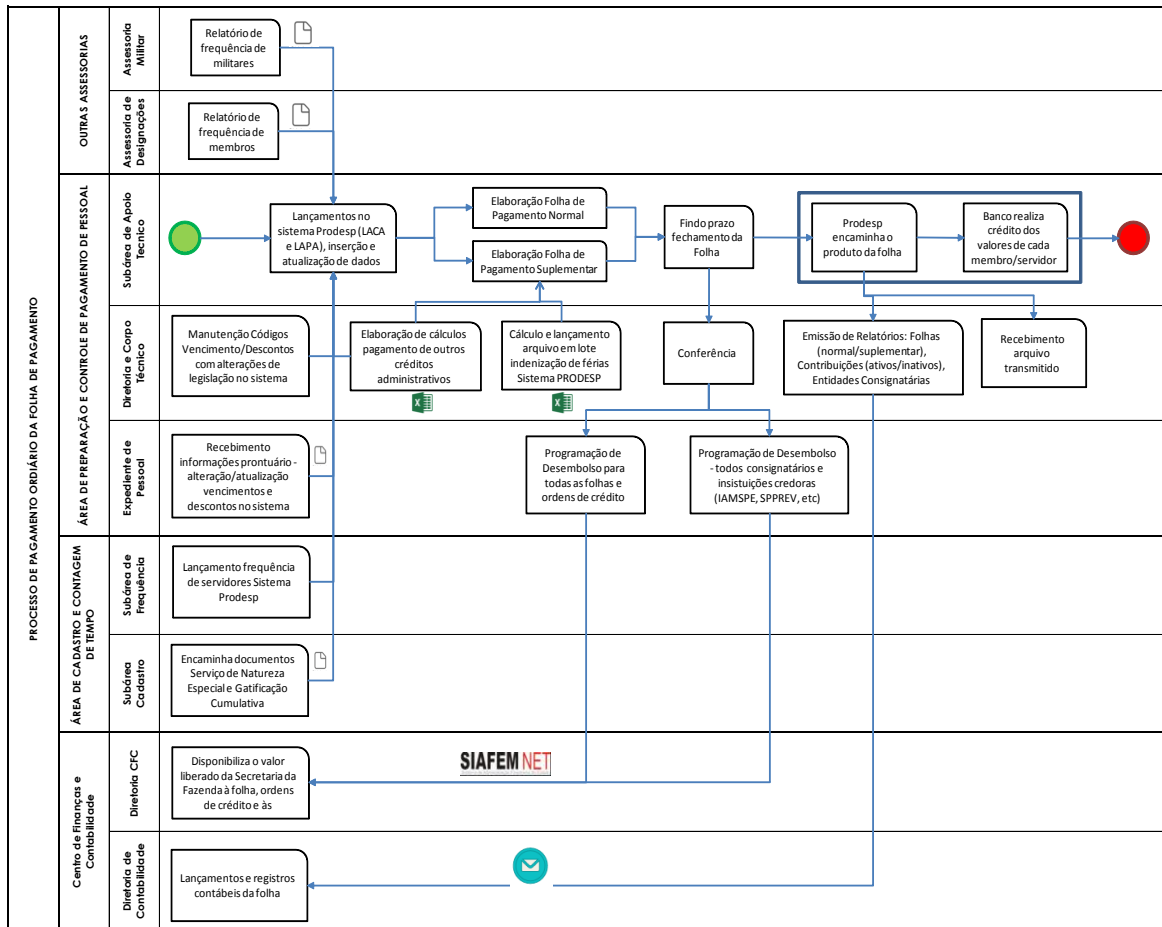 PROCESSO DE PAGAMENTO ORDIÁRIO DA FOLHA DE PAGAMENTO
OUTRAS ASSESSORIAS
Assessoria
Militar
Relatório de
frequência de
militares
Assessoria de
Designações
Relatório de
frequência de
membros
ÁREA DE PREPARAÇÃO E CONTROLE DE PAGAMENTO DE PESSOAL
Subárea de Apoio
Tecnico
Lançamentos no
sistema Prodesp (LACA
e LAPA), inserção e
atualização de dados
Elaboração Folha de
Pagamento Normal
Elaboração Folha de
Pagamento Suplementar
Findo prazo
fechamento da
Folha
Prodesp
encaminha o
produto da folha
Banco realiza
crédito dos
valores de cada
membro/servidor
Diretoria e Corpo
Técnico
Manutenção Códigos
Vencimento/Descontos
com alterações de
legislação no sistema
Elaboração de cálculos
pagamento de outros
créditos
administrativos
Cálculo e lançamento
arquivo em lote
indenização de férias
Sistema PRODESP
Conferência
Emissão de Relatórios: Folhas
(normal/suplementar),
Contribuições (ativos/inativos),
Entidades Consignatárias
Recebimento
arquivo
transmitido
Expediente de
Pessoal
Recebimento
informações prontuário -
alteração/atualização
vencimentos e
descontos no sistema
Programação de
Desembolso para
todas as folhas e
ordens de crédito
Programação de Desembolso
- todos consignatários e
insistuições credoras
(IAMSPE, SPPREV, etc)
ÁREA DE CADASTRO E CONTAGEM
DE TEMPO
Subárea de
Frequência
Lançamento frequência
de servidores Sistema
Prodesp
Subárea
Cadastro
Encaminha documentos
Serviço de Natureza
Especial e Gatificação
Cumulativa
Centro de Finanças e
Contabilidade
Diretoria CFC
Disponibiliza o valor
liberado da Secretaria da
Fazenda à folha, ordens
de crédito e às
SIAFEM NET
Diretoria de
Contabilidade
Lançamentos e registros
contábeis da folha